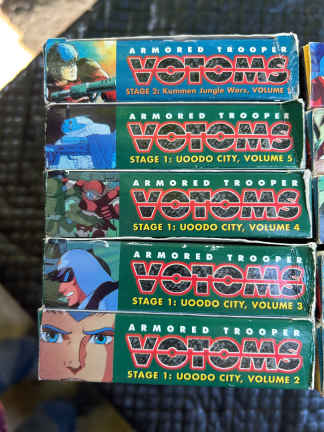 ARMORED TROOPER
VOTOMS
STAGE 2: Kummen Jungle Wars, VOLUME
ARMORED TROOPER
VOTOMS
STAGE 1: UOODO CITY, VOLUME 5
ARMORED TROOPER
VOTOMS
STAGE 1: UOODO CITY, VOLUME 4
ARMORED TROOPER
VOTOMS
STAGE 1: UOODO CITY, VOLUME 3
ARMORED TROOPER
VOTOMS
STAGE 1: UOODO CITY, VOLUME 2